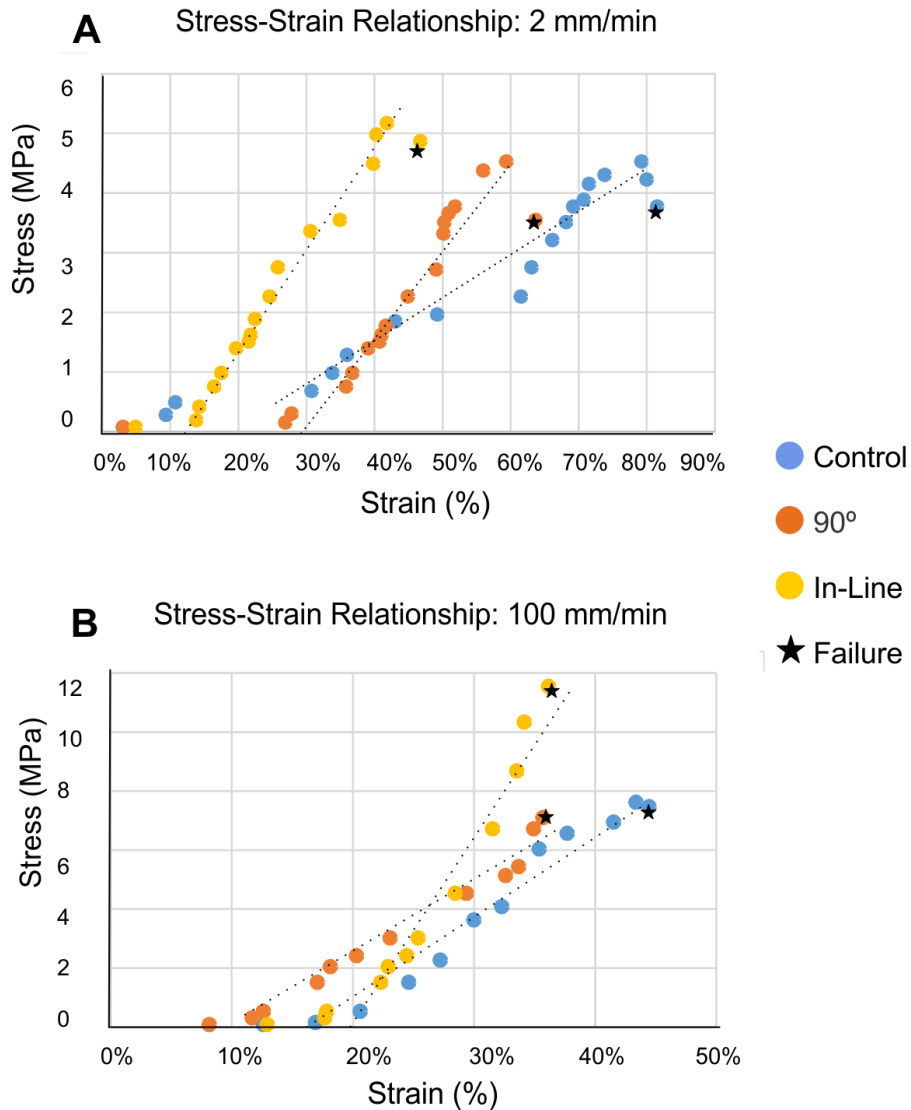 A
Stress-Strain Relationship: 2 mm/min
Stress (MPa)
6
5
4
3
2
1
0
0% 10% 20% 30% 40% 50% 60% 70% 80% 90%
Strain (%)
Control
90º
In-Line
Failure
B
Stress-Strain Relationship: 100 mm/min
Stress (MPa)
12
10
8
6
4
2
0
0% 10% 20% 30% 40% 50%
Strain (%)